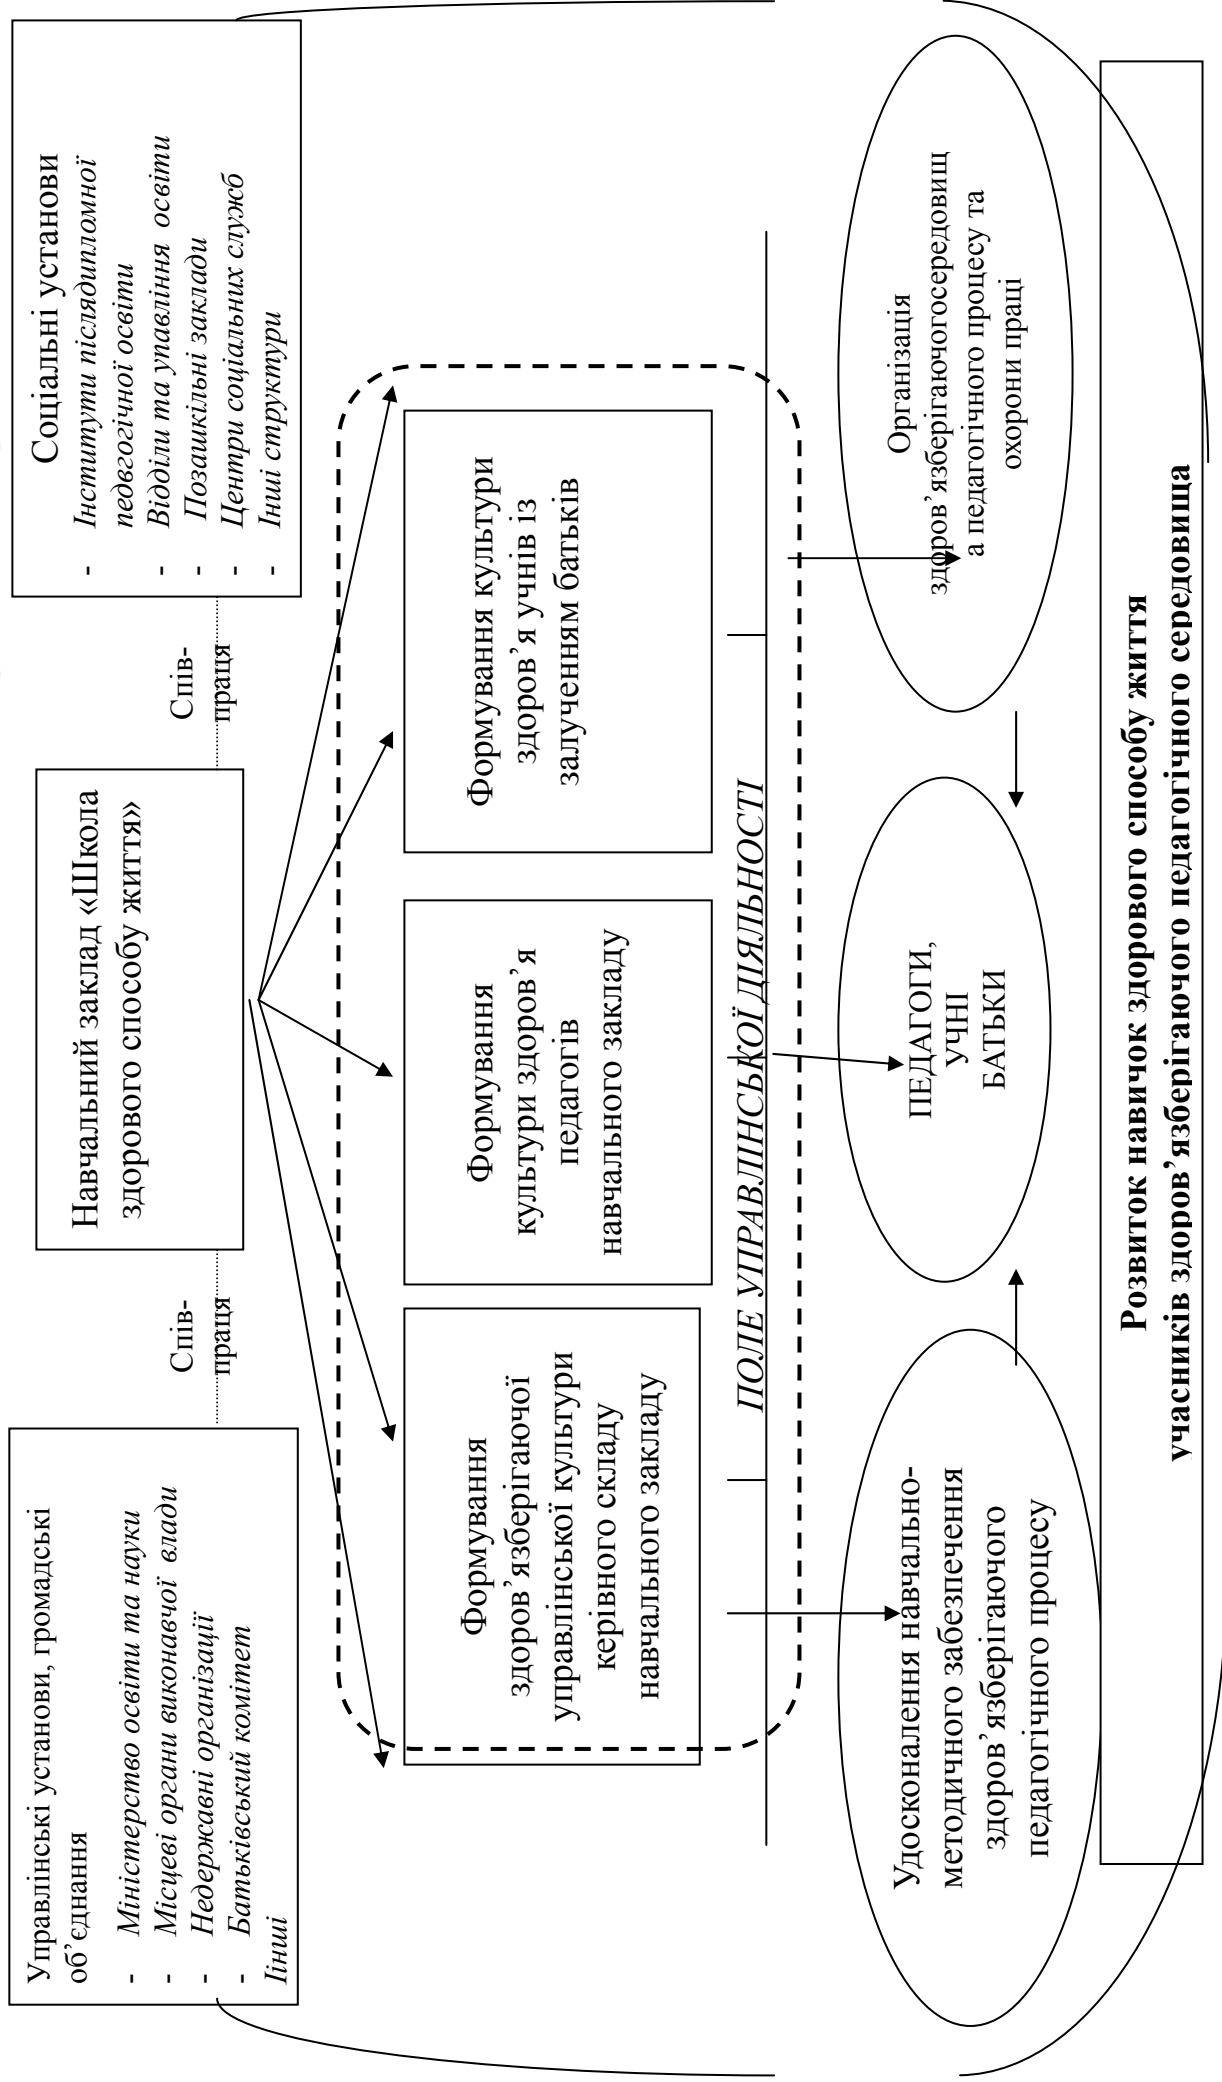 Управлінські установи, громадські
об’єднання
- Міністерство освіти та науки
- Місцеві органи виконавчої влади
- Недержавні організації
- Батьківський комітет
Іінші
Спів-
праця
Навчальний заклад «Школа
здорового способу життя»
Спів-
праця
Соціальні установи
- Інститути післядипломної
педвгогічної освіти
- Відділи та упавління освіти
- Позашкільні заклади
- Центри соціальних служб
- Інші структури
Формування
здоров’язберігаючої
управлінської культури
керівного складу
навчального закладу
Формування
культури здоров’я
педагогів
навчального закладу
Формування культури
здоров’я учнів із
залученням батьків
ПОЛЕ УПРАВЛІНСЬКОЇ ДІЯЛЬНОСТІ
Удосконалення навчально-
методичного забезпечення
здоров’язберігаючого
педагогічного процесу
ПЕДАГОГИ,
УЧНІ
БАТЬКИ
Організація
здоров’язберігаючогосередовищ
а педагогічного процесу та
охорони праці
Розвиток навичок здорового способу життя
учасників здоров’язберігаючого педагогічного середовища